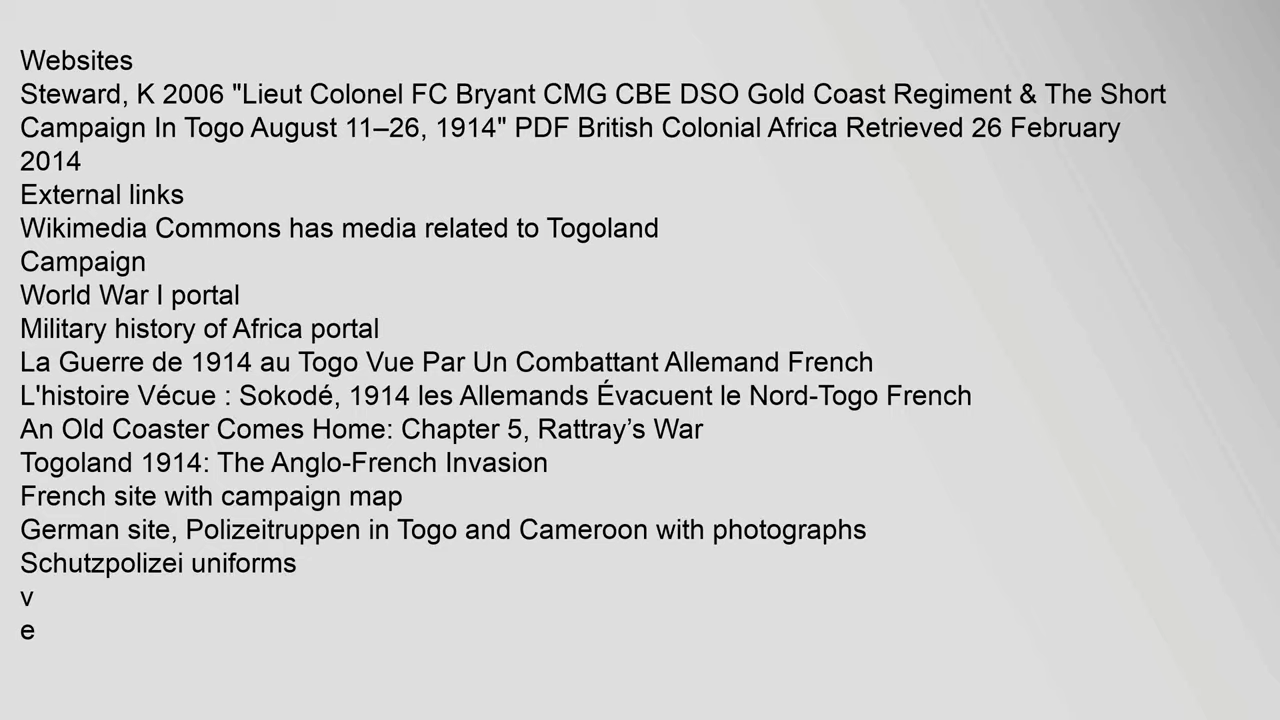 Websites
Steward, K 2006 "Lieut Colonel FC Bryant CMG CBE DSO Gold Coast Regiment & The Short
Campaign In Togo August 11–26, 1914" PDF British Colonial Africa Retrieved 26 February
2014
External links
Wikimedia Commons has media related to Togoland
Campaign
World War I portal
Military history of Africa portal
La Guerre de 1914 au Togo Vue Par Un Combattant Allemand French
L'histoire Vécue : Sokodé, 1914 les Allemands Évacuent le Nord-Togo French
An Old Coaster Comes Home: Chapter 5, Rattray’s War
Togoland 1914: The Anglo-French Invasion
French site with campaign map
German site, Polizeitruppen in Togo and Cameroon with photographs
Schutzpolizei uniforms
v
e